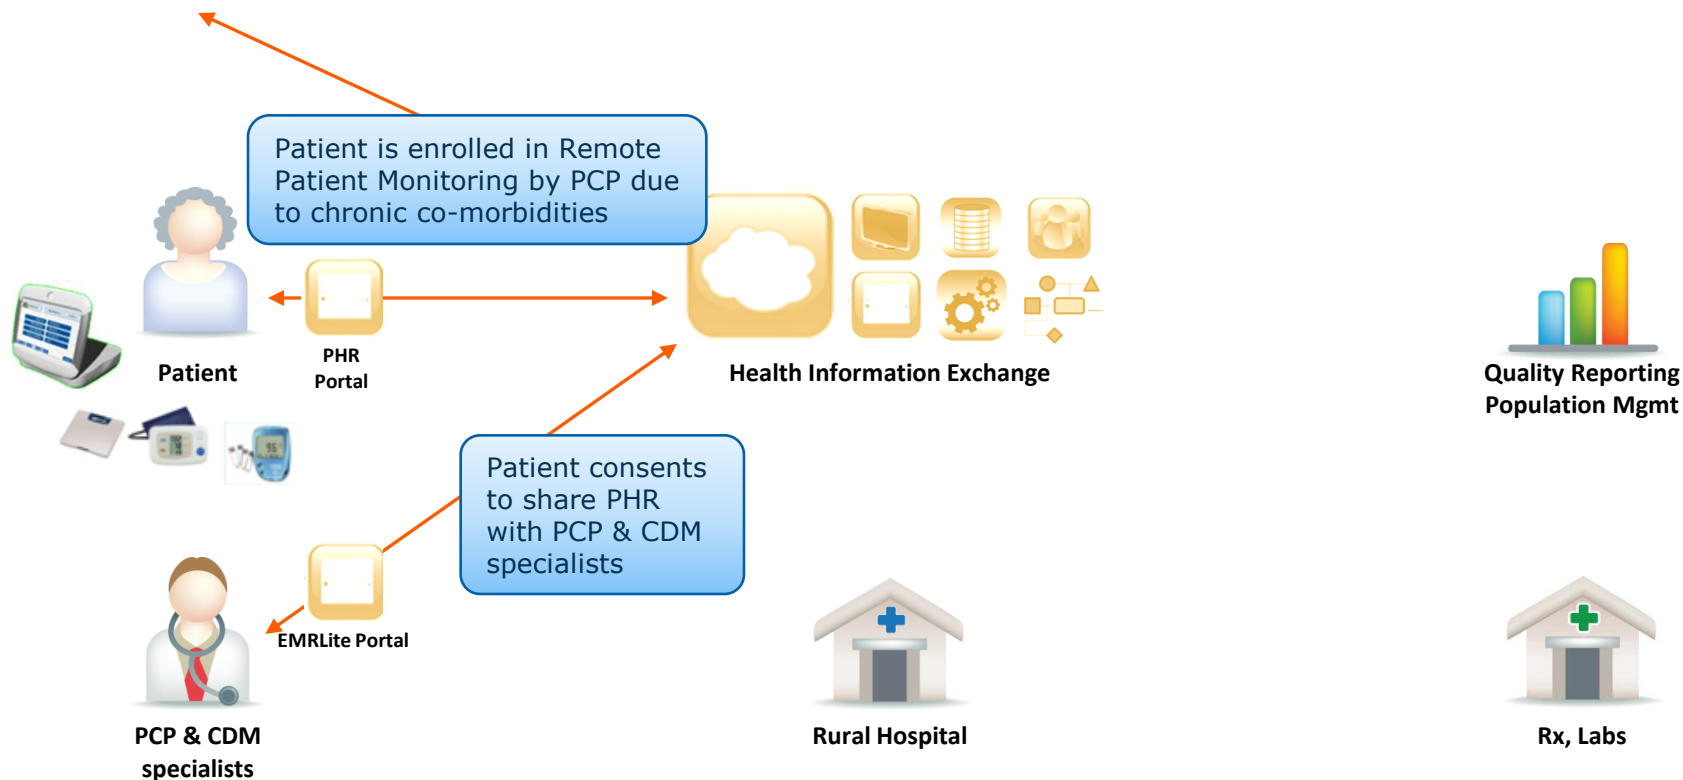 Patient is enrolled in Remote
Patient Monitoring by PCP due
to chronic co-morbidities
Patient
PHR
Portal
Health Information Exchange
Quality Reporting
Population Mgmt
Patient consents
to share PHR
with PCP & CDM
specialists
EMRLite Portal
PCP & CDM
specialists
Rural Hospital
Rx, Labs